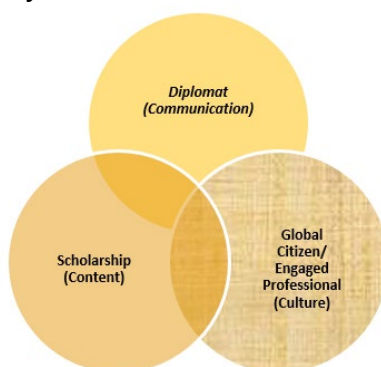 Diplomat
(Communication)
Scholarship
(Content)
Global
Citizen/
Engaged
Professional
(Culture)